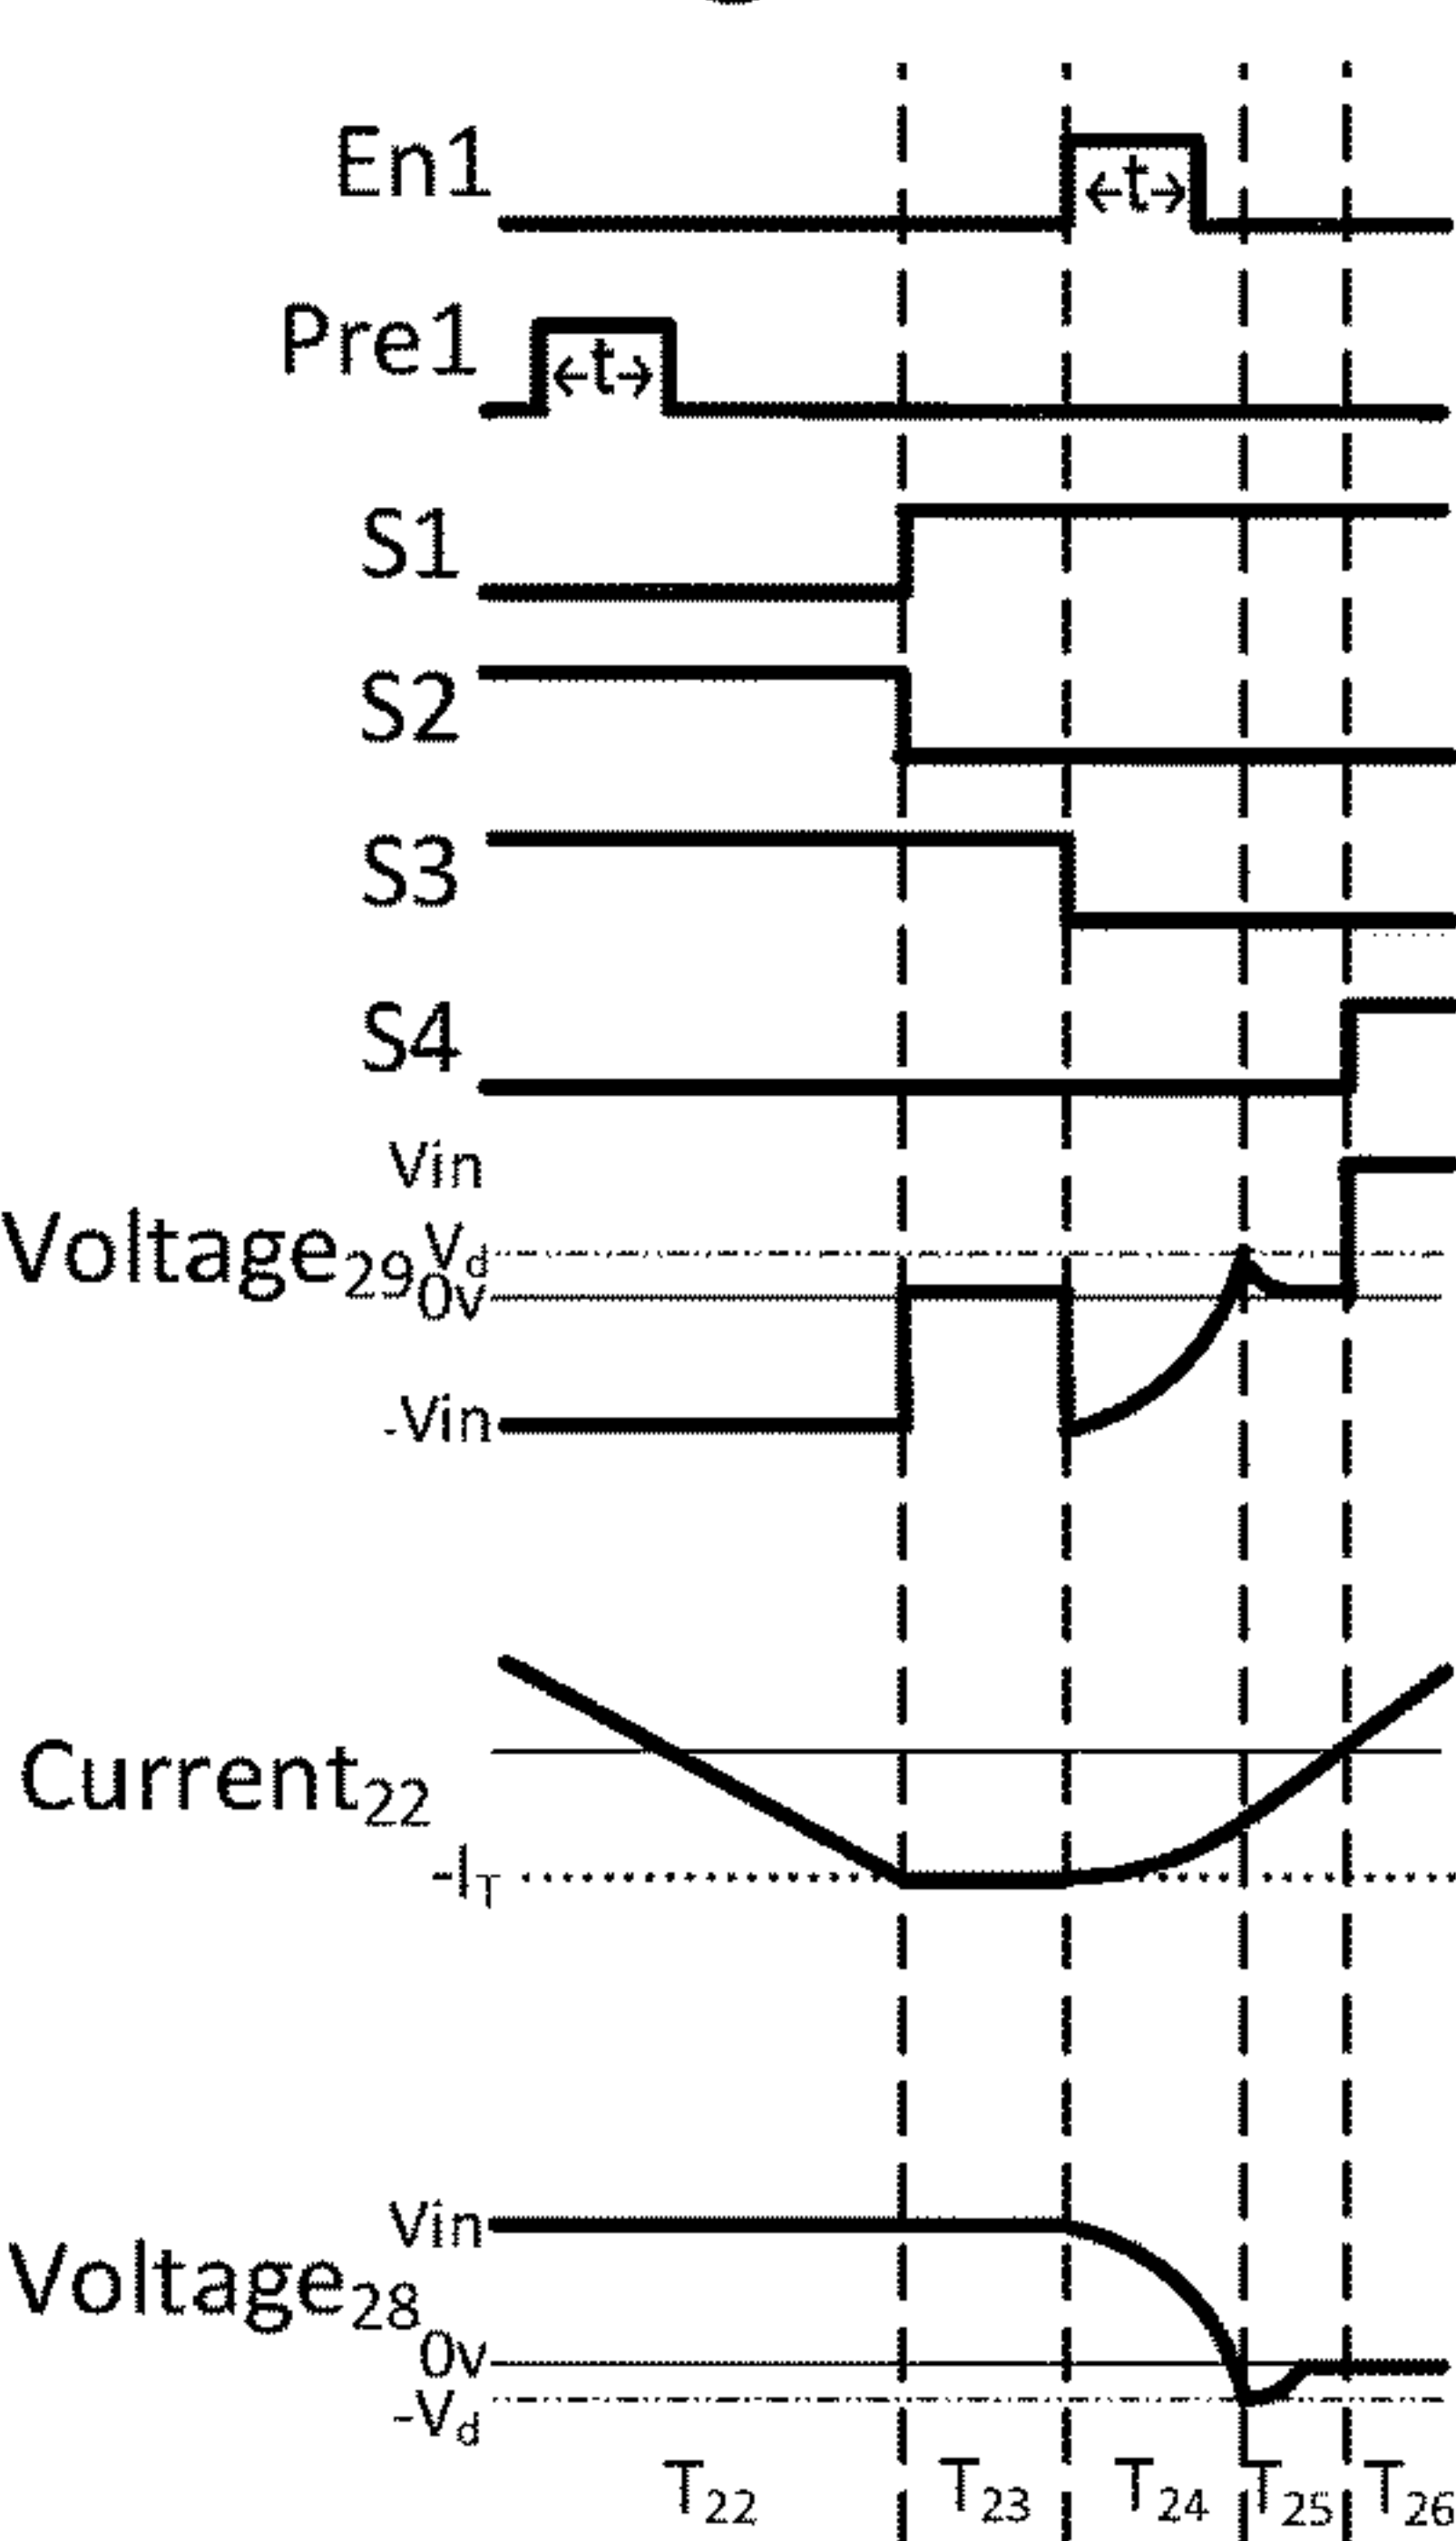 En1
←t→
Pre1
←t→
S1
S2
S3
S4
Vin
Voltage29
Vd
0v
-Vin
Current22
-IT
Vin
Voltage28
0v
-Vd
T22 T23 T24 T25 T26